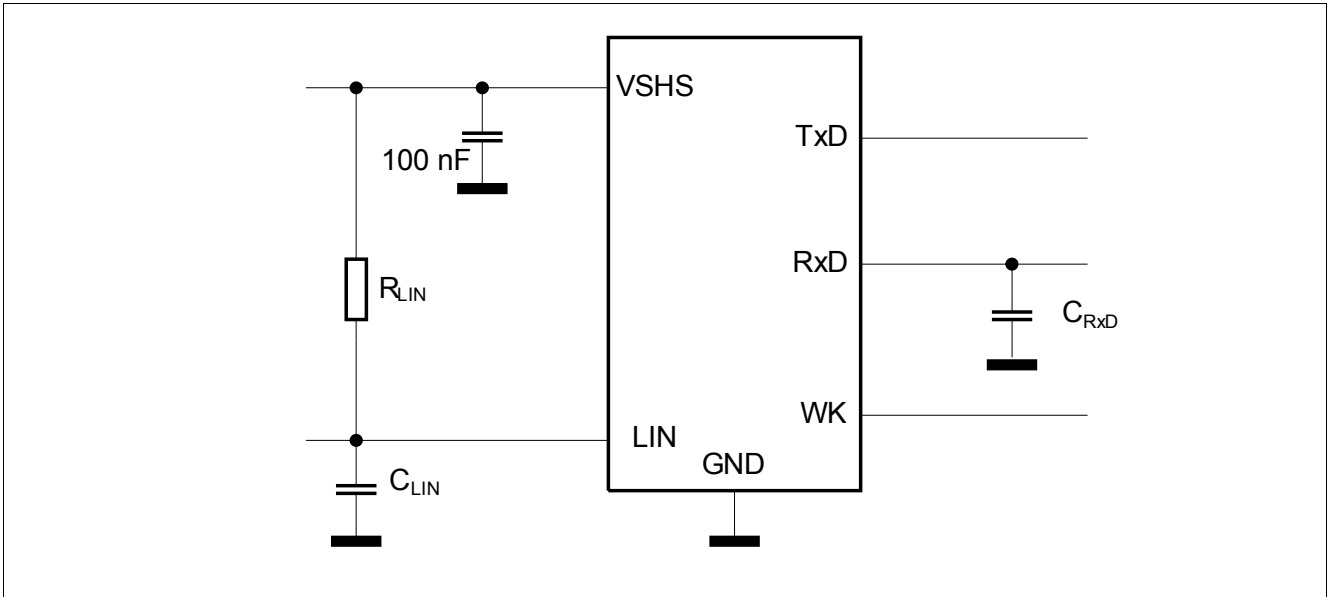 VSHS
TxD
100 nF
RxD
R_LIN
C_RxD
WK
LIN
GND
C_LIN